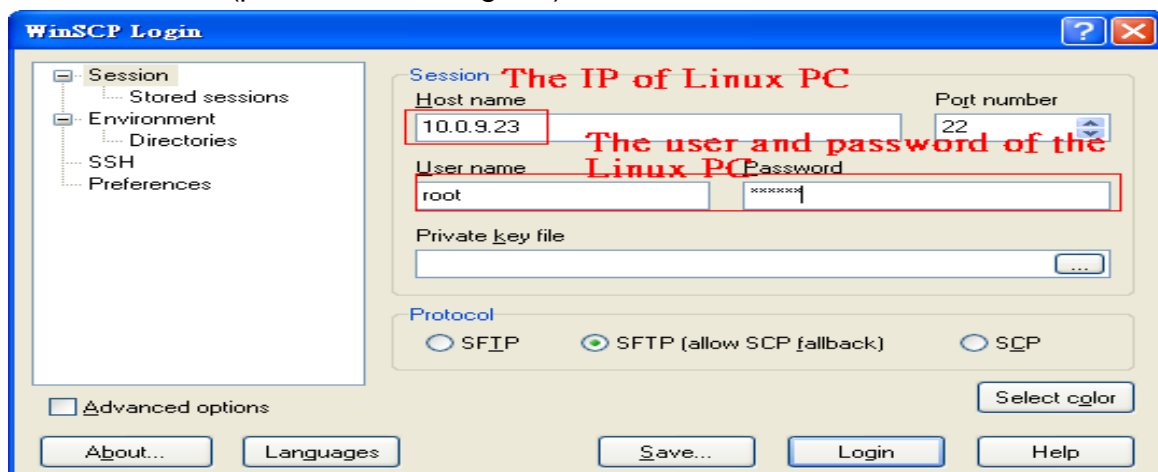 WinSCP Login
Session
Stored sessions
Environment
Directories
SSH
Preferences
Session The IP of Linux PC
Host name Port number
10.0.9.23 22
The user and password of the
Linux PC
User name Password
root ******
Private key file
...
Protocol
SFTP SFTP (allow SCP fallback) SCP
Advanced options Select color
About... Languages Save... Login Help